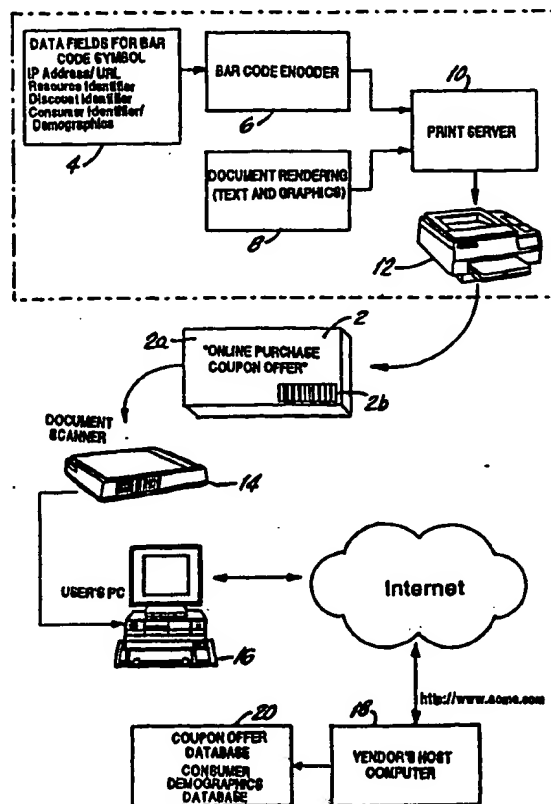 DATA FIELDS FOR BAR
CODE SYMBOL
IP Address/ URL
Resource Identifier
Discount Identifier
Consumer Identifier/
Demographics
4
BAR CODE ENCODER
6
DOCUMENT RENDERING
(TEXT AND GRAPHICS)
8
10
PRINT SERVER
12
2
2a
"ONLINE PURCHASE
COUPON OFFER"
2b
DOCUMENT
SCANNER
14
USER'S PC
16
Internet
http://www.acme.com
20
COUPON OFFER
DATABASE
CONSUMER
DEMOGRAPHICS
DATABASE
18
VENDOR'S HOST
COMPUTER